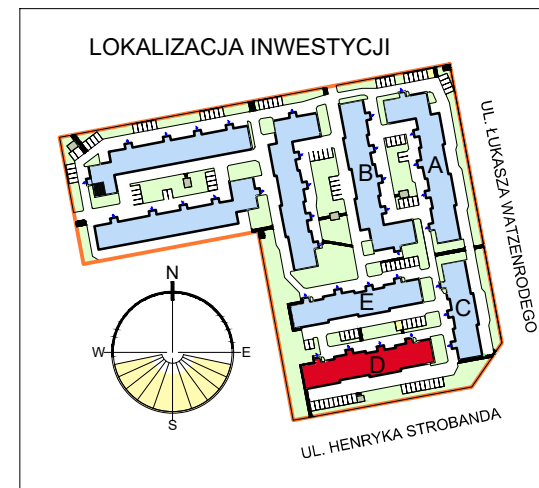 LOKALIZACJA INWESTYCJI
UL. ŁUKASZA WATZENRODEGO
A
B
N
E
C
W
E
D
S
UL. HENRYKA STROBANDA